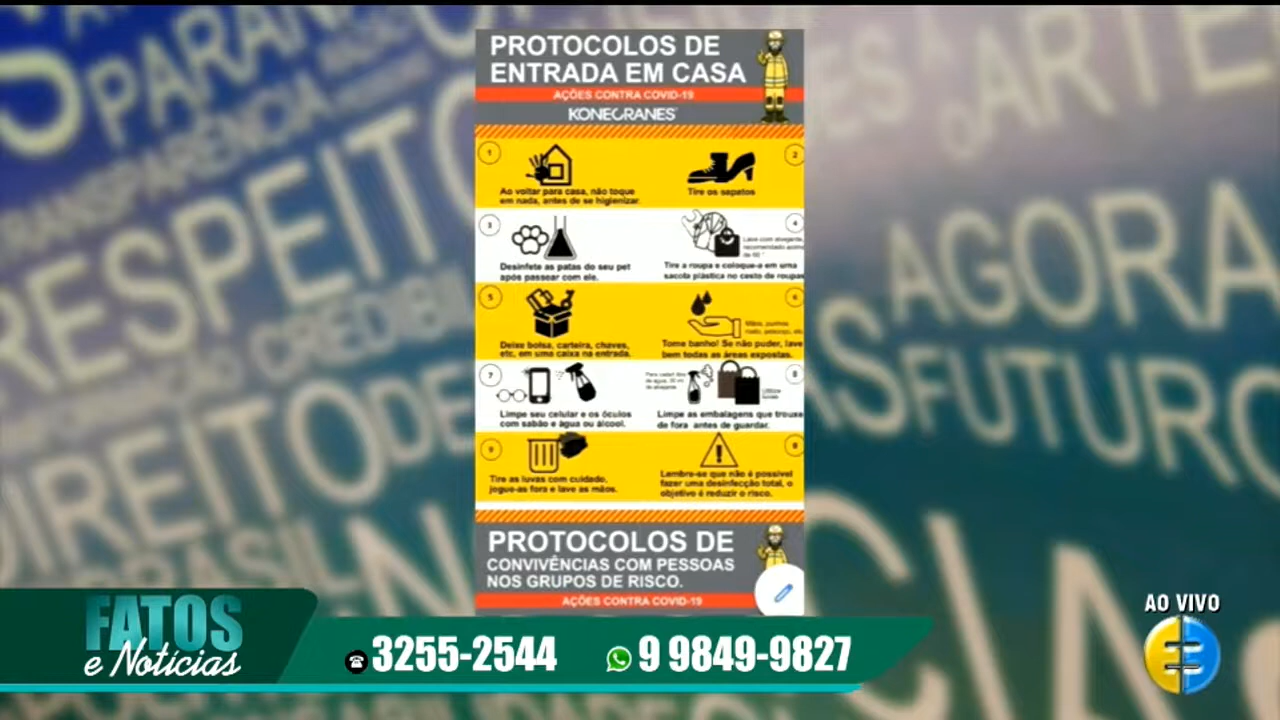 PROTOCOLOS DE
ENTRADA EM CASA
AÇÕES CONTRA COVID-19
KONECRANES
1
2
Ao voltar para casa, não toque
em nada, antes de se higienizar.
Tire os sapatos
3
4
Desinfete as patas do seu pet
após passear com ele.
Tire a roupa e coloque-a em uma
sacola plástica no cesto de roupas
5
6
Deixe bolsa, carteira, chaves,
etc, em uma caixa na entrada.
Tome banho! Se não puder, lave
bem todas as áreas expostas.
7
8
Limpe seu celular e os óculos
com sabão e água ou álcool.
Limpe as embalagens que trouxe
de fora antes de guardar.
Tire as luvas com cuidado,
jogue-as fora e lave as mãos.
Lembre-se que não é possível
fazer uma desinfecção total, o
objetivo é reduzir o risco.
PROTOCOLOS DE
CONVIVÊNCIAS COM PESSOAS
NOS GRUPOS DE RISCO.
AÇÕES CONTRA COVID-19
RESPEITO
DIREITO
AGORA
FUTURO
FATOS
e Notícias
3255-2544
9 9849-9827
AO VIVO